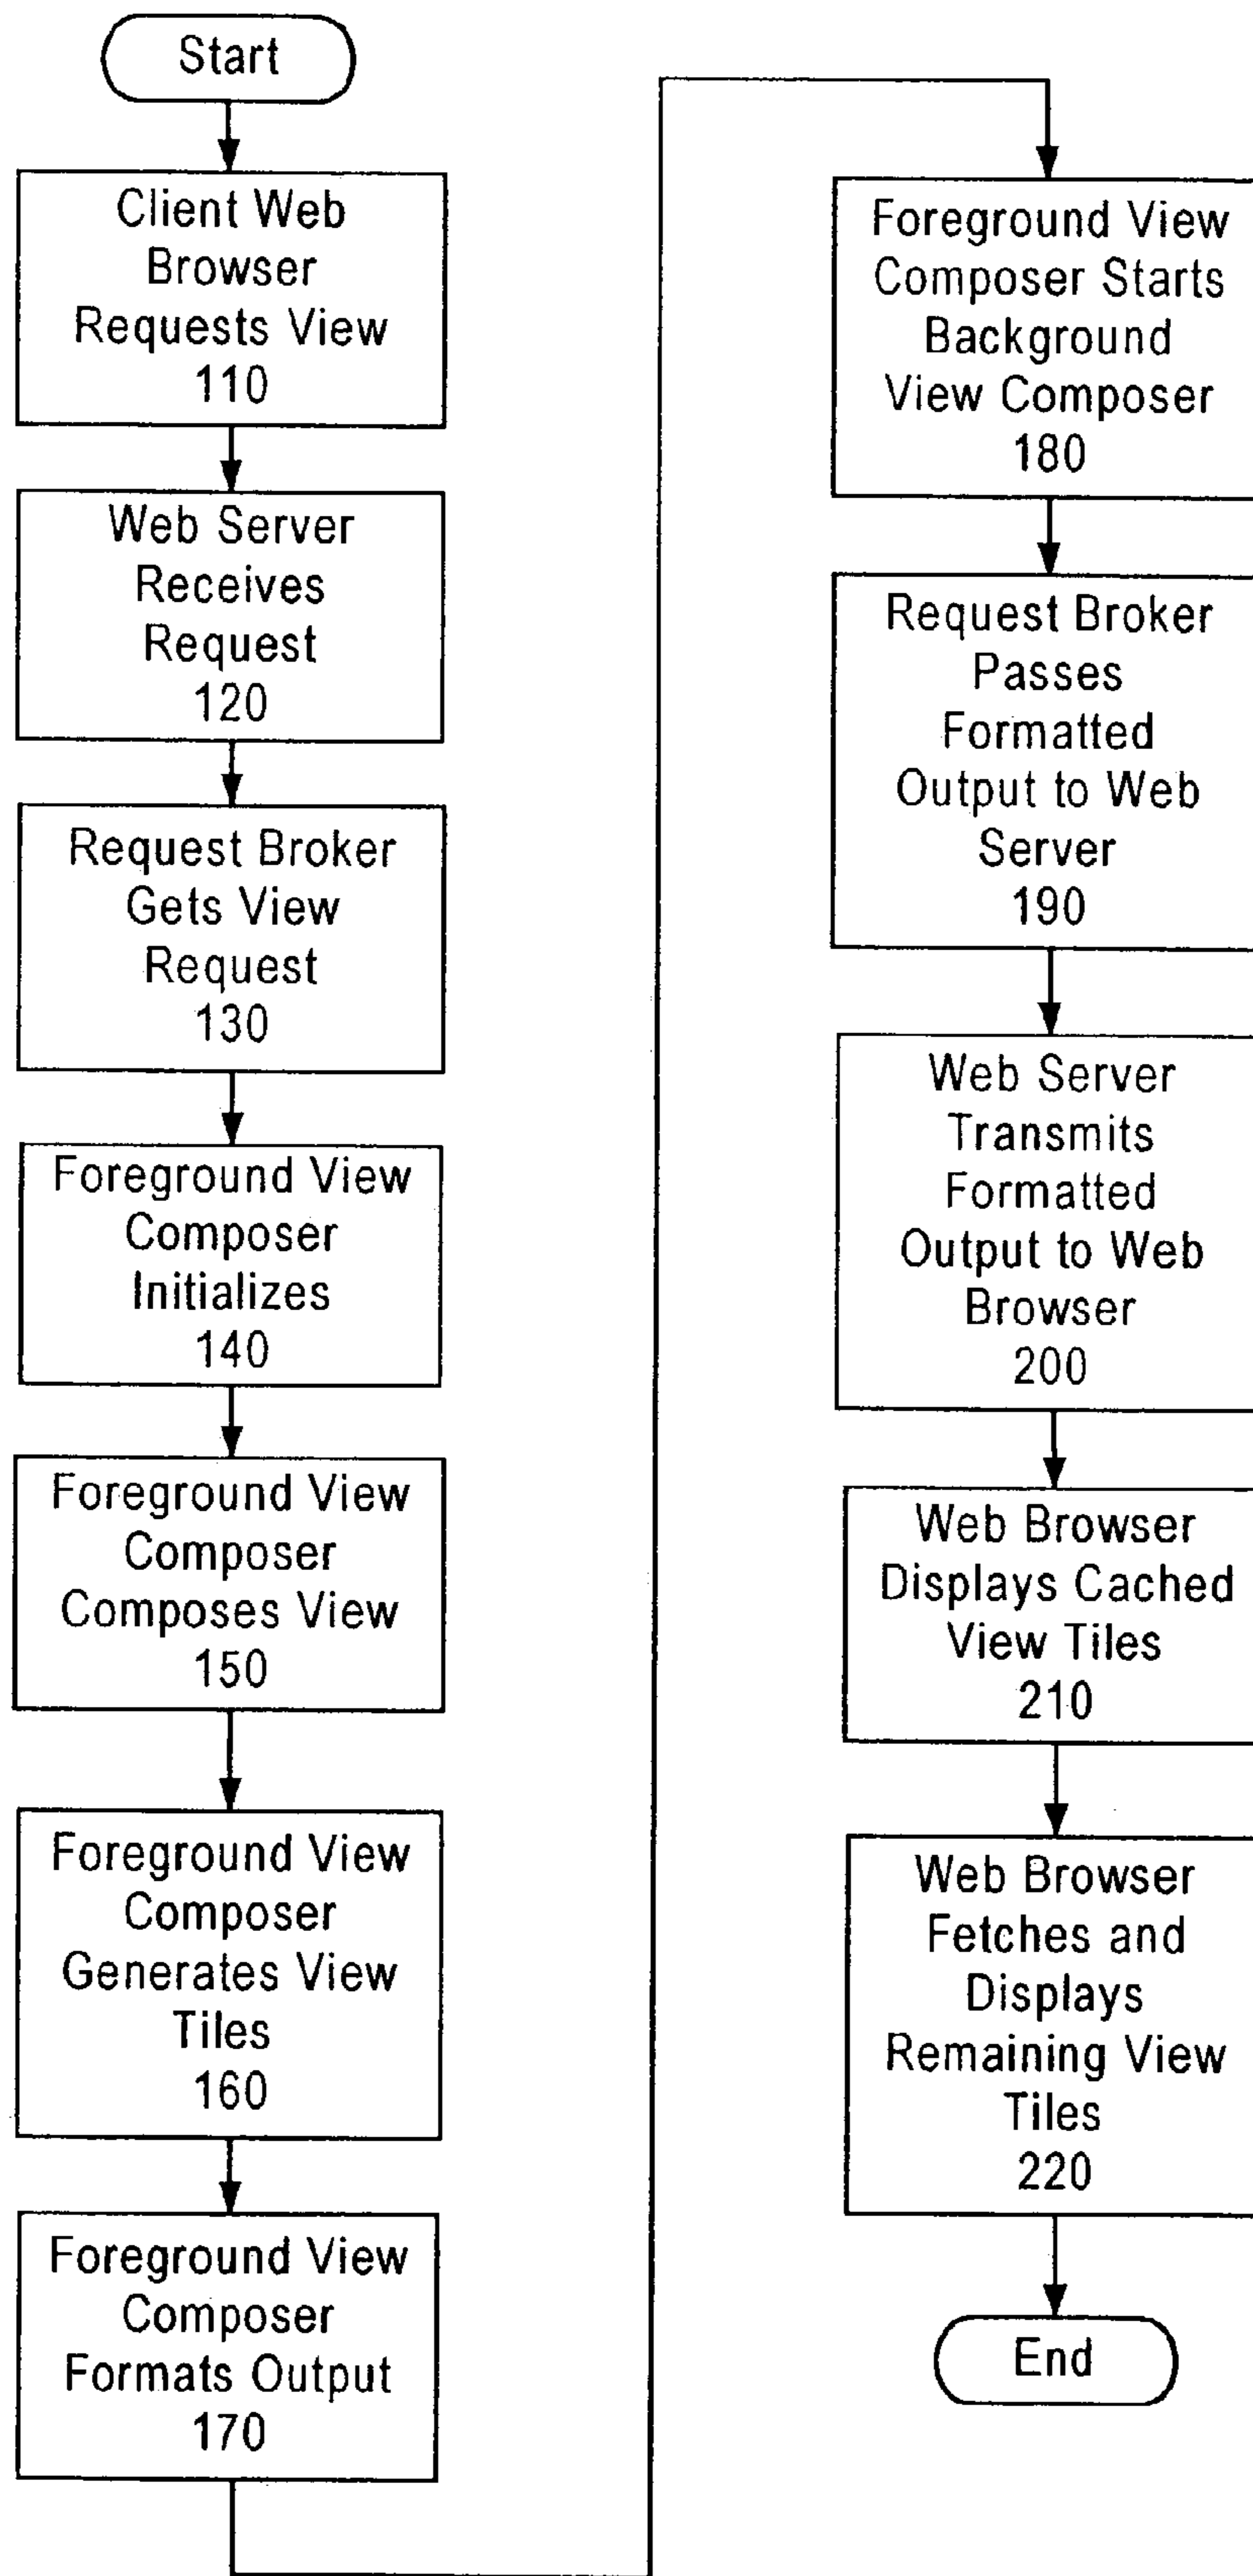 Start
Client Web
Browser
Requests View
110
Web Server
Receives
Request
120
Request Broker
Gets View
Request
130
Foreground View
Composer
Initializes
140
Foreground View
Composer
Composes View
150
Foreground View
Composer
Generates View
Tiles
160
Foreground View
Composer
Formats Output
170
Foreground View
Composer Starts
Background
View Composer
180
Request Broker
Passes
Formatted
Output to Web
Server
190
Web Server
Transmits
Formatted
Output to Web
Browser
200
Web Browser
Displays Cached
View Tiles
210
Web Browser
Fetches and
Displays
Remaining View
Tiles
220
End